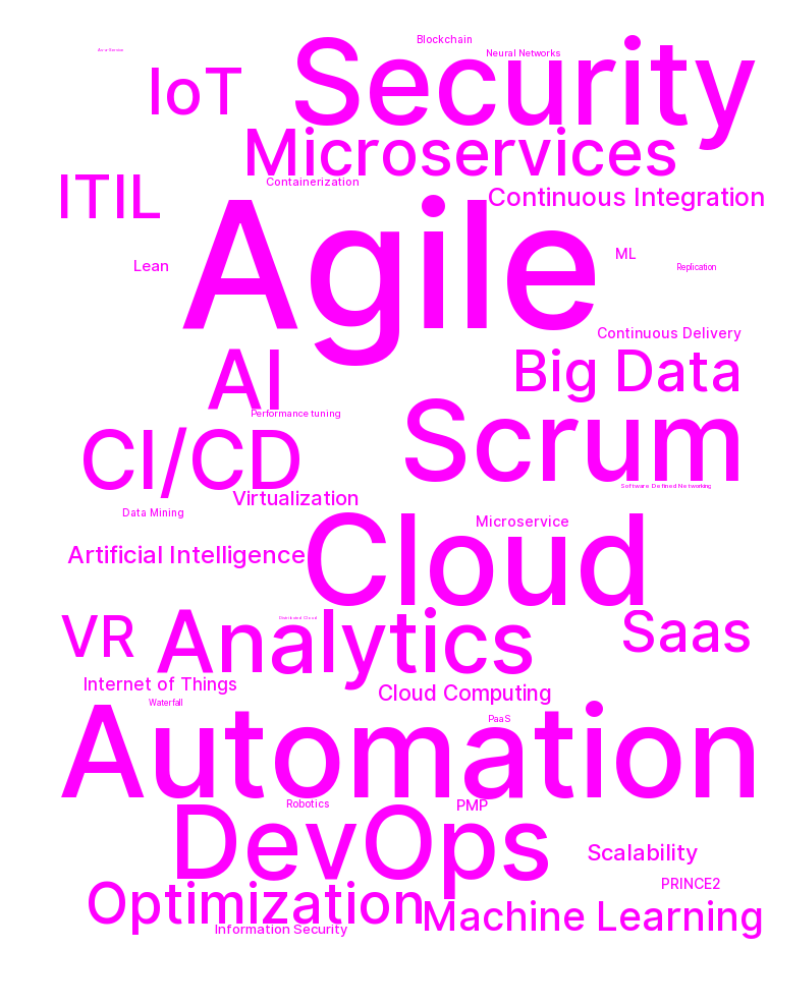 Blockchain
Neural Networks
Security
IoT
Microservices
Containerization
ITIL
Continuous Integration
Agile
ML
Lean
Replication
Continuous Delivery
AI
Big Data
Performance tuning
Scrum
CI/CD
Software Defined Networking
Virtualization
Data Mining
Microservice
Cloud
Artificial Intelligence
Analytics
VR
Saas
Internet of Things
Cloud Computing
Waterfall
PaaS
Automation
Robotics
PMP
DevOps
Scalability
PRINCE2
Optimization
Machine Learning
Information Security